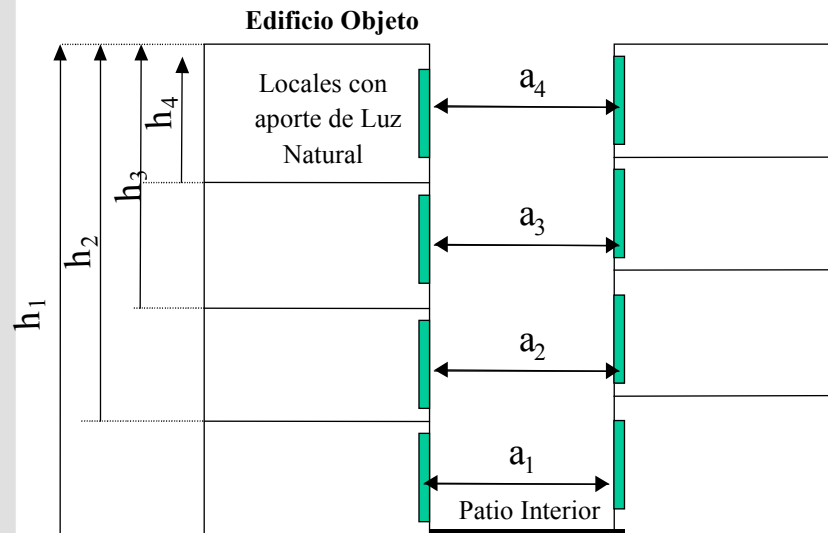 Edificio Objeto
Locales con
aporte de Luz
Natural
h₄
h₃
h₂
h₁
a₄
a₃
a₂
a₁
Patio Interior